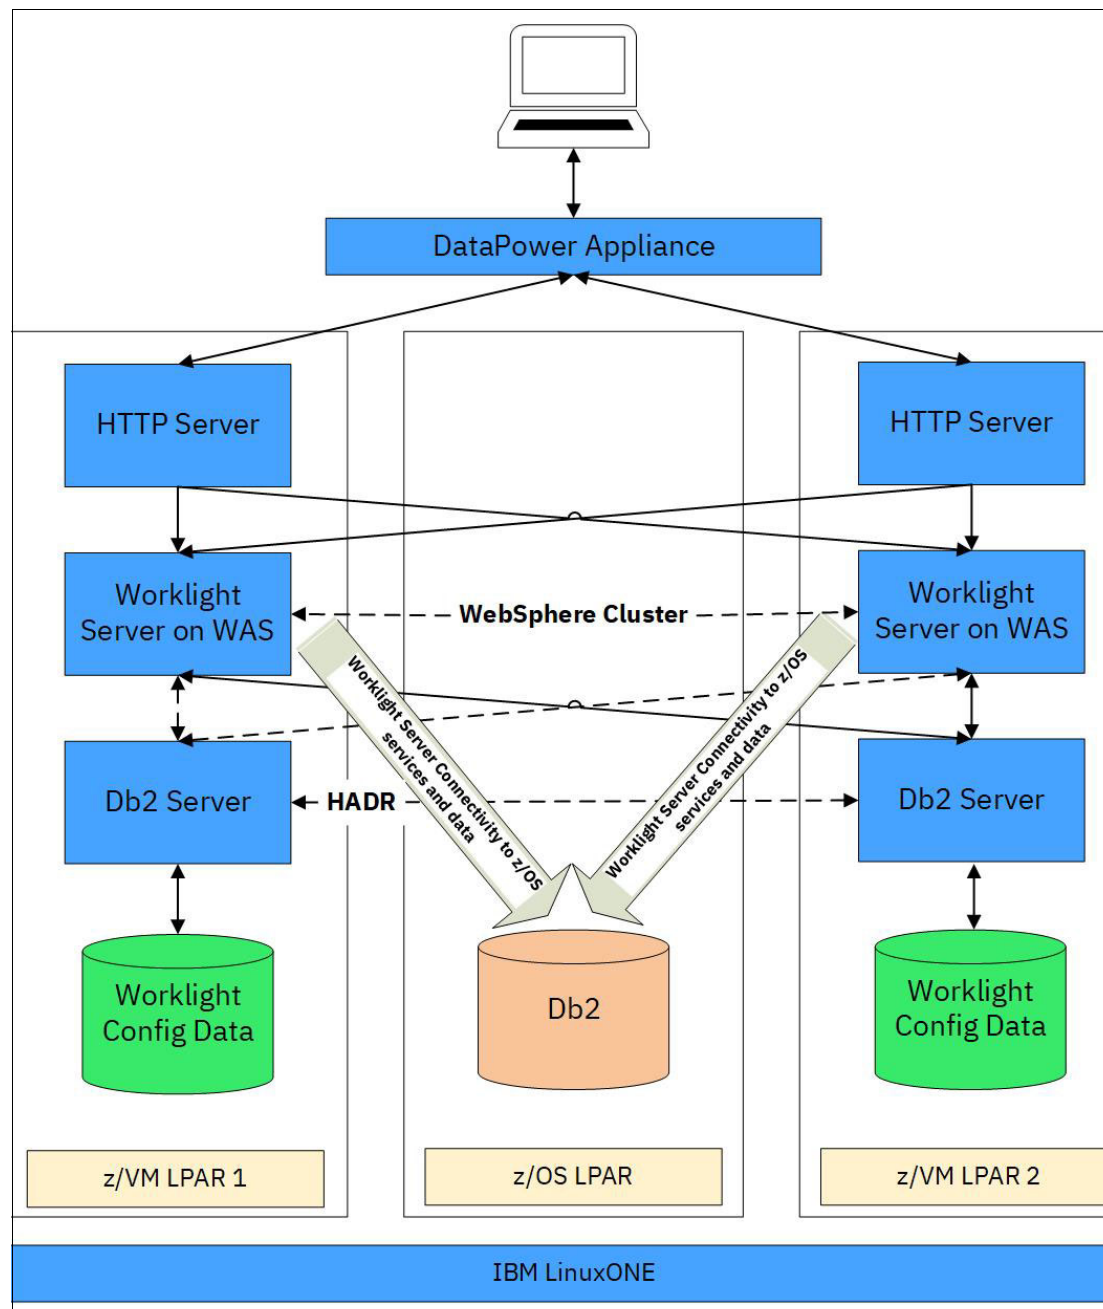 DataPower Appliance
HTTP Server
HTTP Server
Worklight
Server on WAS
WebSphere Cluster
Worklight
Server on WAS
Worklight Server Connectivity to z/OS
services and data
Worklight Server Connectivity to z/OS
services and data
Db2 Server
HADR
Db2 Server
Worklight
Config Data
Db2
Worklight
Config Data
z/VM LPAR 1
z/OS LPAR
z/VM LPAR 2
IBM LinuxONE